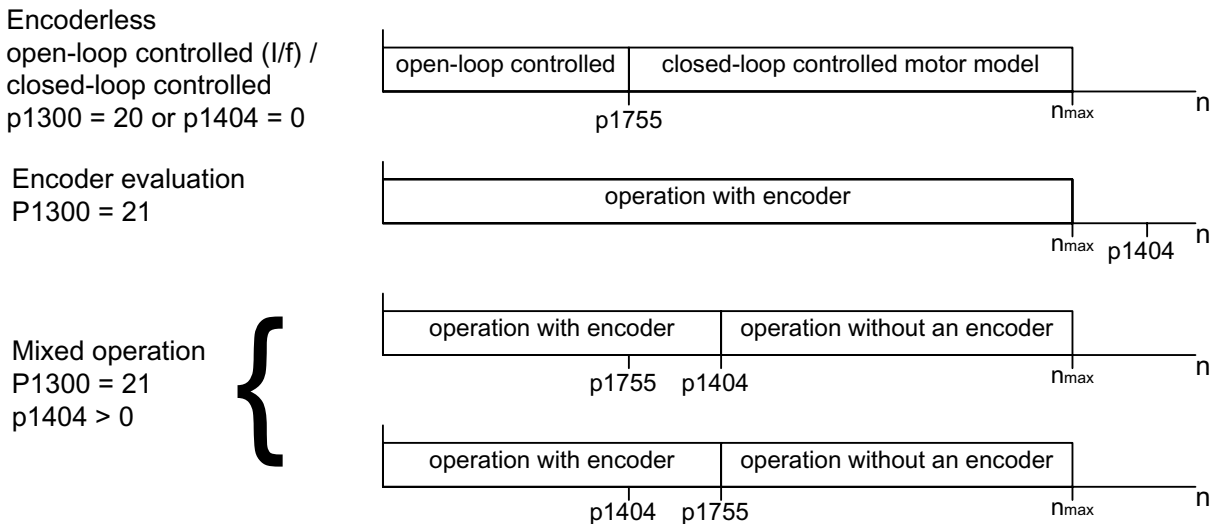 Encoderless
open-loop controlled (I/f) /
closed-loop controlled
p1300 = 20 or p1404 = 0
open-loop controlled
closed-loop controlled motor model
p1755
nmax
n
Encoder evaluation
P1300 = 21
operation with encoder
nmax
p1404
n
Mixed operation
P1300 = 21
p1404 > 0
operation with encoder
operation without an encoder
p1755
p1404
nmax
n
operation with encoder
operation without an encoder
p1404
p1755
nmax
n